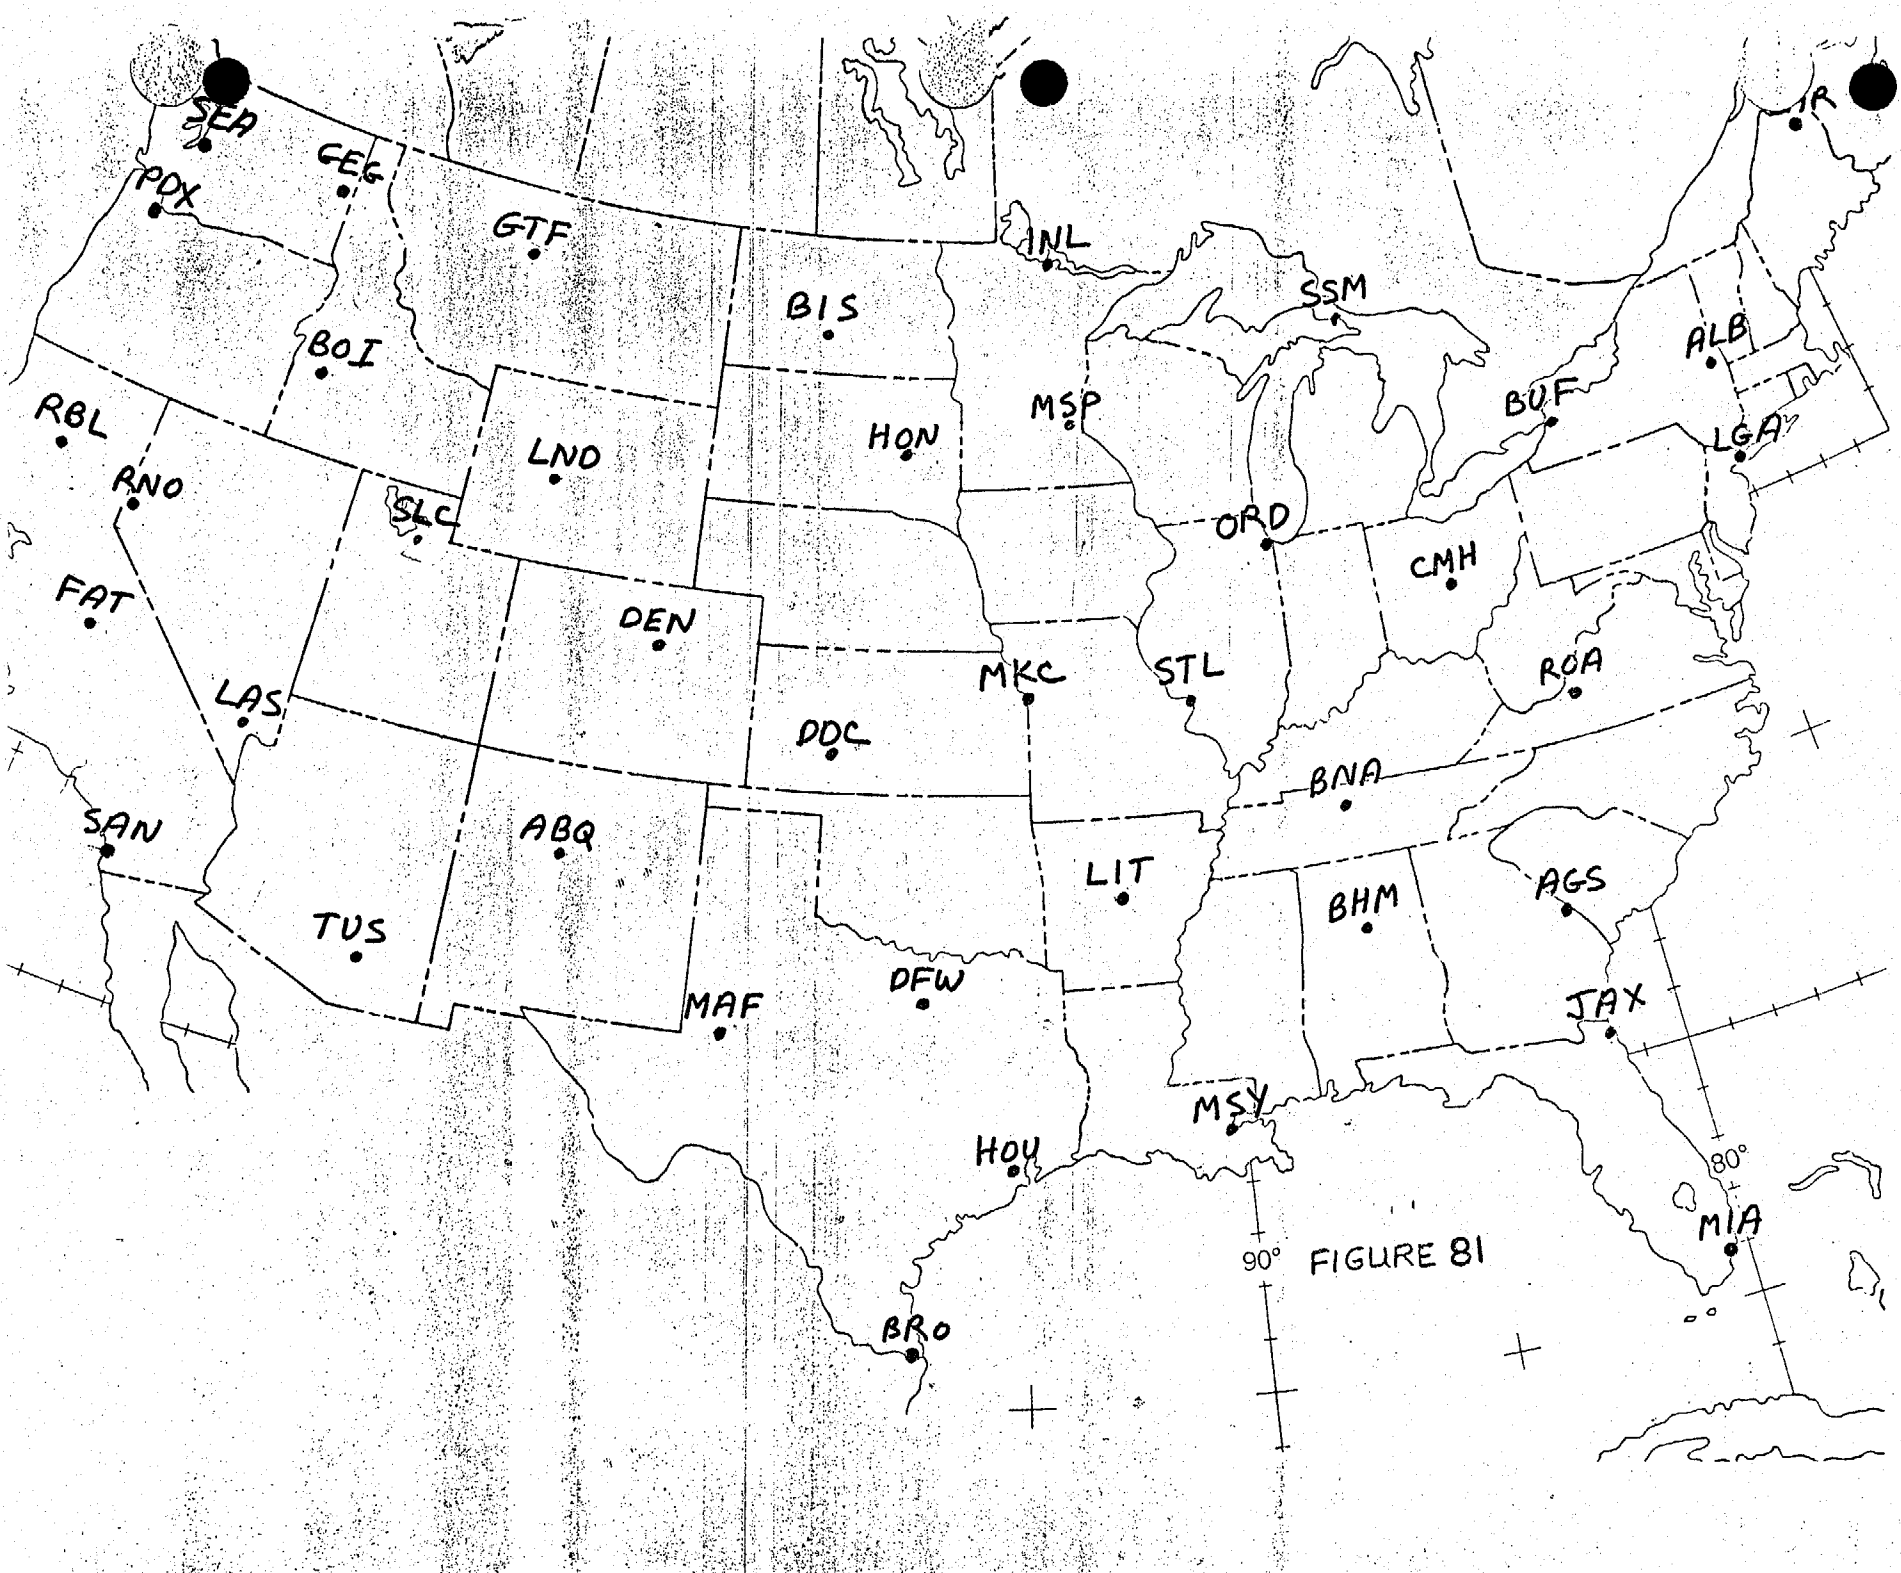 SEA
GEG
PDX
GTF
INL
BIS
SSM
BOI
ALB
RBL
MSP
BUF
HON
LGA
LND
RNO
SLC
ORD
CMH
FAT
DEN
MKC
STL
ROA
LAS
DDC
BNA
SAN
ABQ
LIT
BHM
AGS
TUS
DFW
MAF
JAX
MSY
HOU
80°
MIA
90° FIGURE 81
BRO